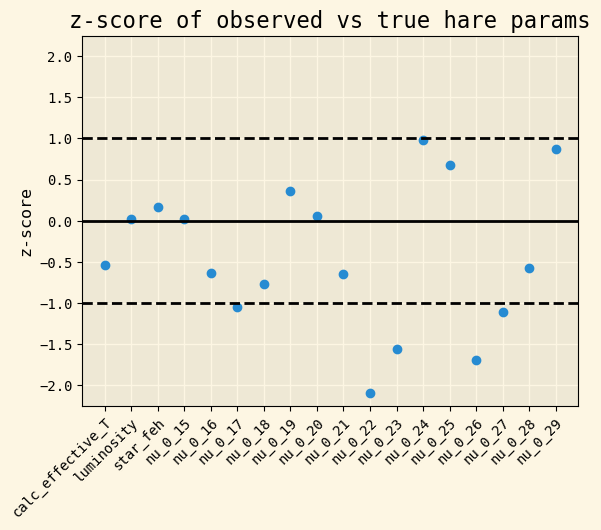 z-score of observed vs true hare params
z-score
2.0
1.5
1.0
0.5
0.0
−0.5
−1.0
−1.5
−2.0
calc_effective_T
luminosity
star_feh
nu_0_15
nu_0_16
nu_0_17
nu_0_18
nu_0_19
nu_0_20
nu_0_21
nu_0_22
nu_0_23
nu_0_24
nu_0_25
nu_0_26
nu_0_27
nu_0_28
nu_0_29